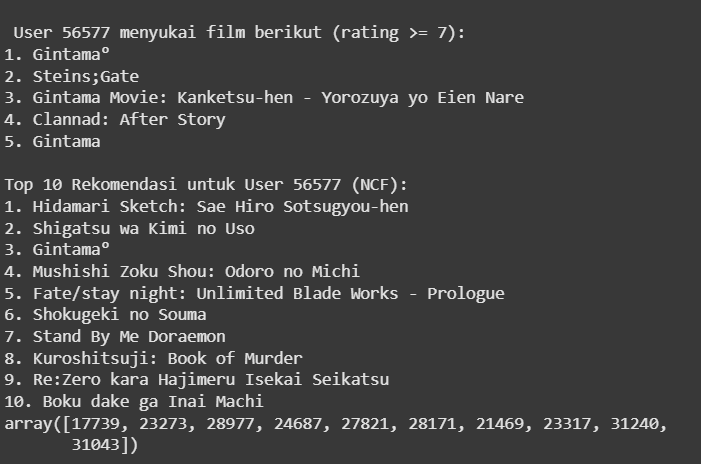 User 56577 menyukai film berikut (rating >= 7):
1. Gintama°
2. Steins;Gate
3. Gintama Movie: Kanketsu-hen - Yorozuya yo Eien Nare
4. Clannad: After Story
5. Gintama
Top 10 Rekomendasi untuk User 56577 (NCF):
1. Hidamari Sketch: Sae Hiro Sotsugyou-hen
2. Shigatsu wa Kimi no Uso
3. Gintama°
4. Mushishi Zoku Shou: Odoro no Michi
5. Fate/stay night: Unlimited Blade Works - Prologue
6. Shokugeki no Souma
7. Stand By Me Doraemon
8. Kuroshitsuji: Book of Murder
9. Re:Zero kara Hajimeru Isekai Seikatsu
10. Boku dake ga Inai Machi
array([17739, 23273, 28977, 24687, 27821, 28171, 21469, 23317, 31240,
31043])